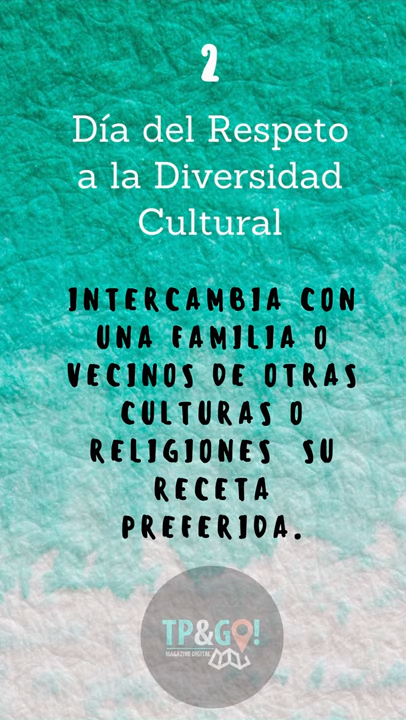 2
Día del Respeto
a la Diversidad
Cultural
INTERCAMBIA CON
UNA FAMILIA O
VECINOS DE OTRAS
CULTURAS O
RELIGIONES SU
RECETA
PREFERIDA.
TP&GO!
MAGAZINE DIGITAL